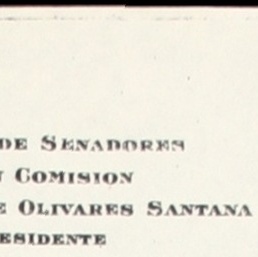 DE SENADORES
N COMISION
E OLIVARES SANTANA
ESIDENTE